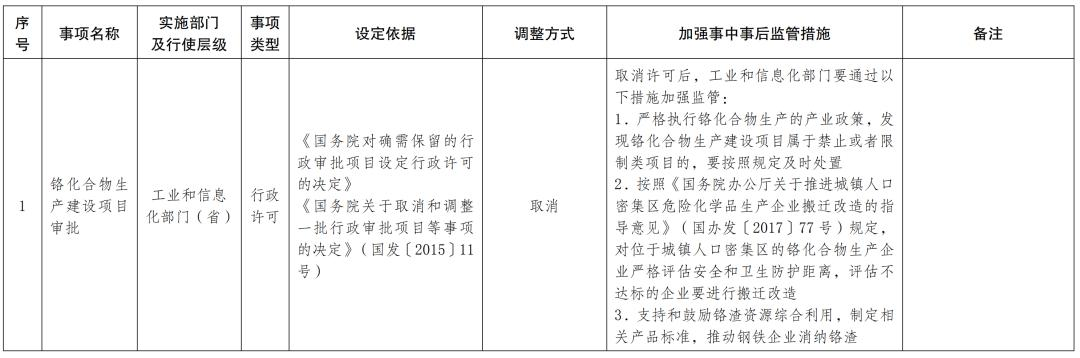 序号
事项名称
实施部门及行使层级
事项类型
设定依据
调整方式
加强事中事后监管措施
备注
1
铬化合物生
产建设项目
审批
工业和信息
化部门（省）
行政
许可
《国务院对确需保留的行
政审批项目设定行政许可
的决定》
《国务院关于取消和调整
一批行政审批项目等事项
的决定》（国发〔2015〕11
号）
取消
取消许可后，工业和信息化部门要通过以
下措施加强监管：
1．严格执行铬化合物生产的产业政策，发
现铬化合物生产建设项目属于禁止或者限
制类项目的，要按照规定及时处置
2．按照《国务院办公厅关于推进城镇人口
密集区危险化学品生产企业搬迁改造的指
导意见》（国办发〔2017〕77 号）规定，
对位于城镇人口密集区的铬化合物生产企
业严格评估安全和卫生防护距离，评估不
达标的企业要进行搬迁改造
3．支持和鼓励铬渣资源综合利用，制定相
关产品标准，推动钢铁企业消纳铬渣